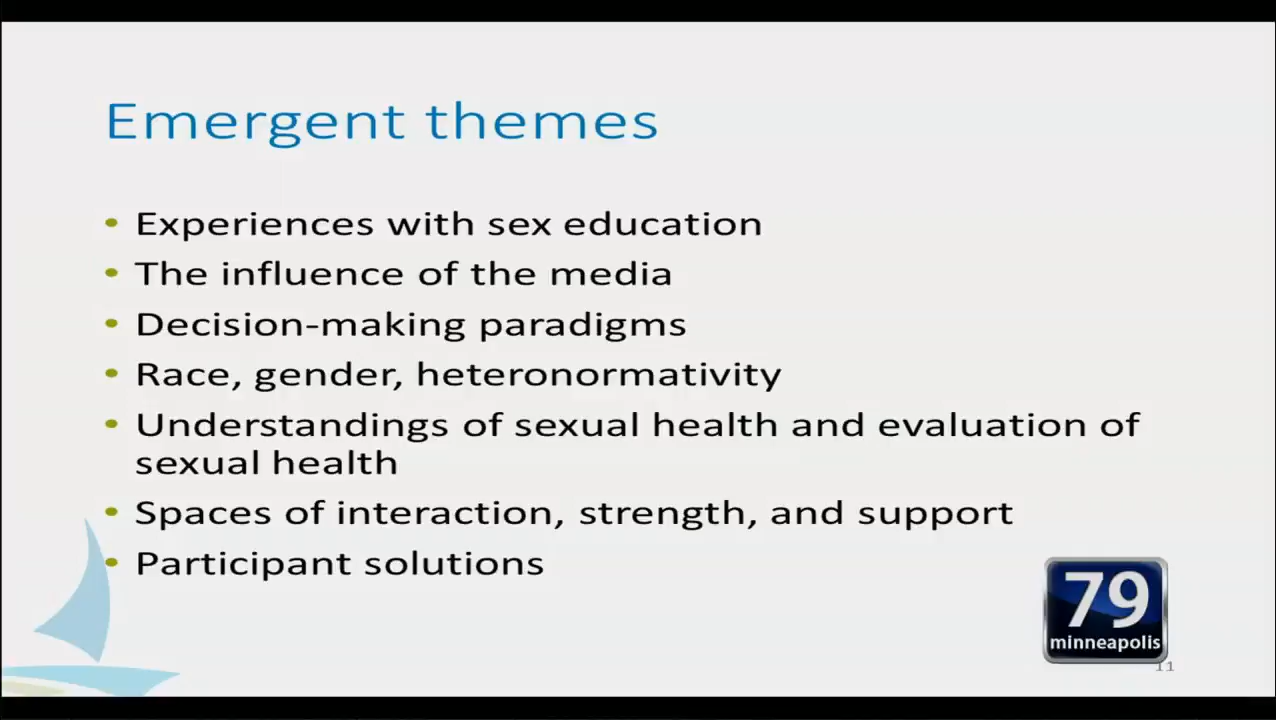 Emergent themes
• Experiences with sex education
• The influence of the media
• Decision-making paradigms
• Race, gender, heteronormativity
• Understandings of sexual health and evaluation of
sexual health
• Spaces of interaction, strength, and support
• Participant solutions
79
minneapolis
11